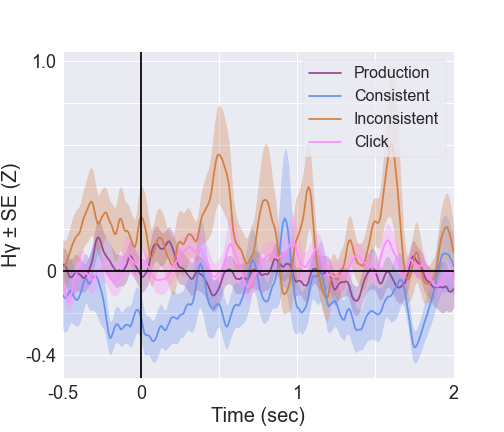 1.0
0
-0.4
Hγ ± SE (Z)
Production
Consistent
Inconsistent
Click
-0.5
0
1
2
Time (sec)